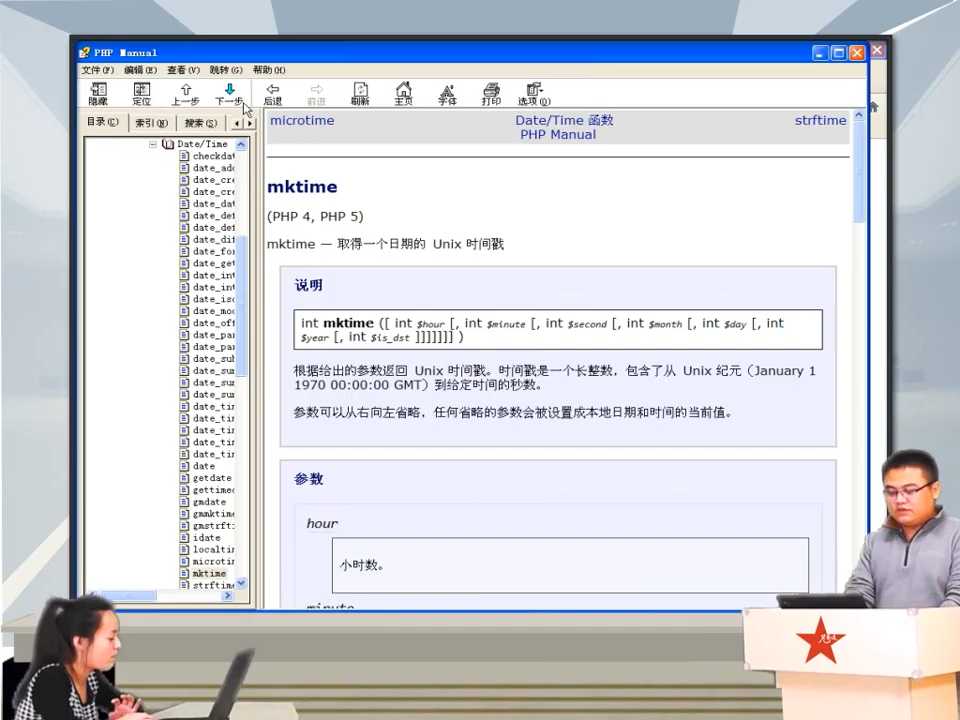 PHP Manual
文件(F) 编辑(E) 查看(V) 跳转(G) 帮助(H)
隐藏 定位 上一步 下一步 后退 前进 刷新 主页 字体 打印 选项(O)
目录(C) 索引(N) 搜索(S)
Date/Time
checkdat
date_add
date_cre
date_cre
date_dat
date_def
date_def
date_dif
date_for
date_get
date_int
date_int
date_iso
date_mod
date_off
date_par
date_par
date_sub
date_sun
date_sun
date_sun
date_tim
date_tim
date_tim
date_tim
date_tim
date
getdate
gettimeo
gmdate
gmmktime
gmstrfti
idate
localtim
microtim
mktime
strftime
microtime
Date/Time 函数
strftime
PHP Manual
mktime
(PHP 4, PHP 5)
mktime — 取得一个日期的 Unix 时间戳
说明
int mktime ([ int $hour [, int $minute [, int $second [, int $month [, int $day [, int
$year [, int $is_dst ]]]]]]] )
根据给出的参数返回 Unix 时间戳。时间戳是一个长整数，包含了从 Unix 纪元（January 1
1970 00:00:00 GMT）到给定时间的秒数。
参数可以从右向左省略，任何省略的参数会被设置成本地日期和时间的当前值。
参数
hour
小时数。
minute